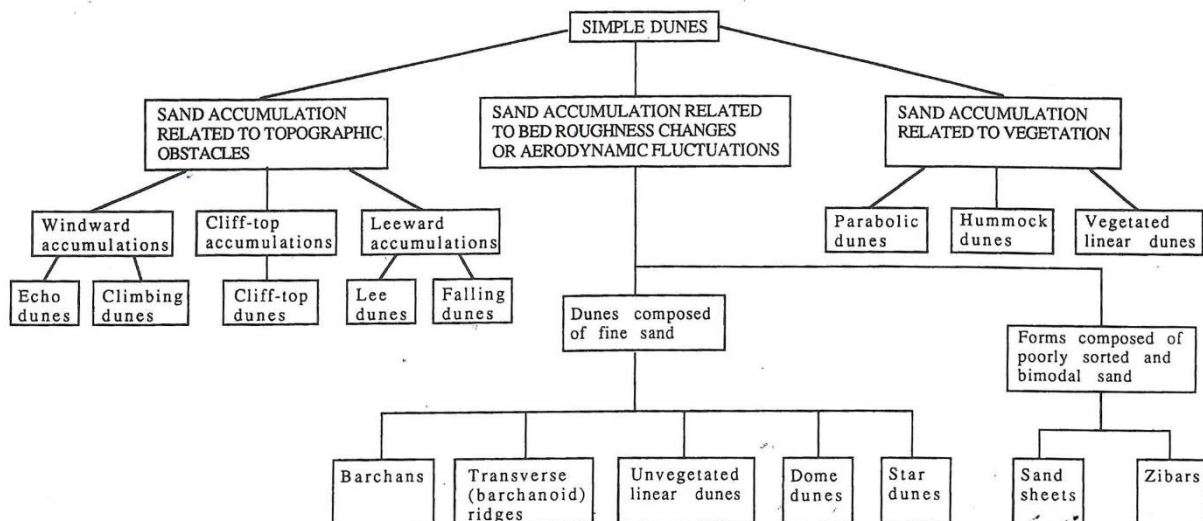 SIMPLE DUNES
SAND ACCUMULATION
RELATED TO TOPOGRAPHIC
OBSTACLES
SAND ACCUMULATION RELATED
TO BED ROUGHNESS CHANGES
OR AERODYNAMIC FLUCTUATIONS
SAND ACCUMULATION
RELATED TO VEGETATION
Windward
accumulations
Cliff-top
accumulations
Leeward
accumulations
Parabolic
dunes
Hummock
dunes
Vegetated
linear dunes
Echo
dunes
Climbing
dunes
Cliff-top
dunes
Lee
dunes
Falling
dunes
Dunes composed
of fine sand
Forms composed of
poorly sorted and
bimodal sand
Barchans
Transverse
(barchanoid)
ridges
Unvegetated
linear dunes
Dome
dunes
Star
dunes
Sand
sheets
Zibars